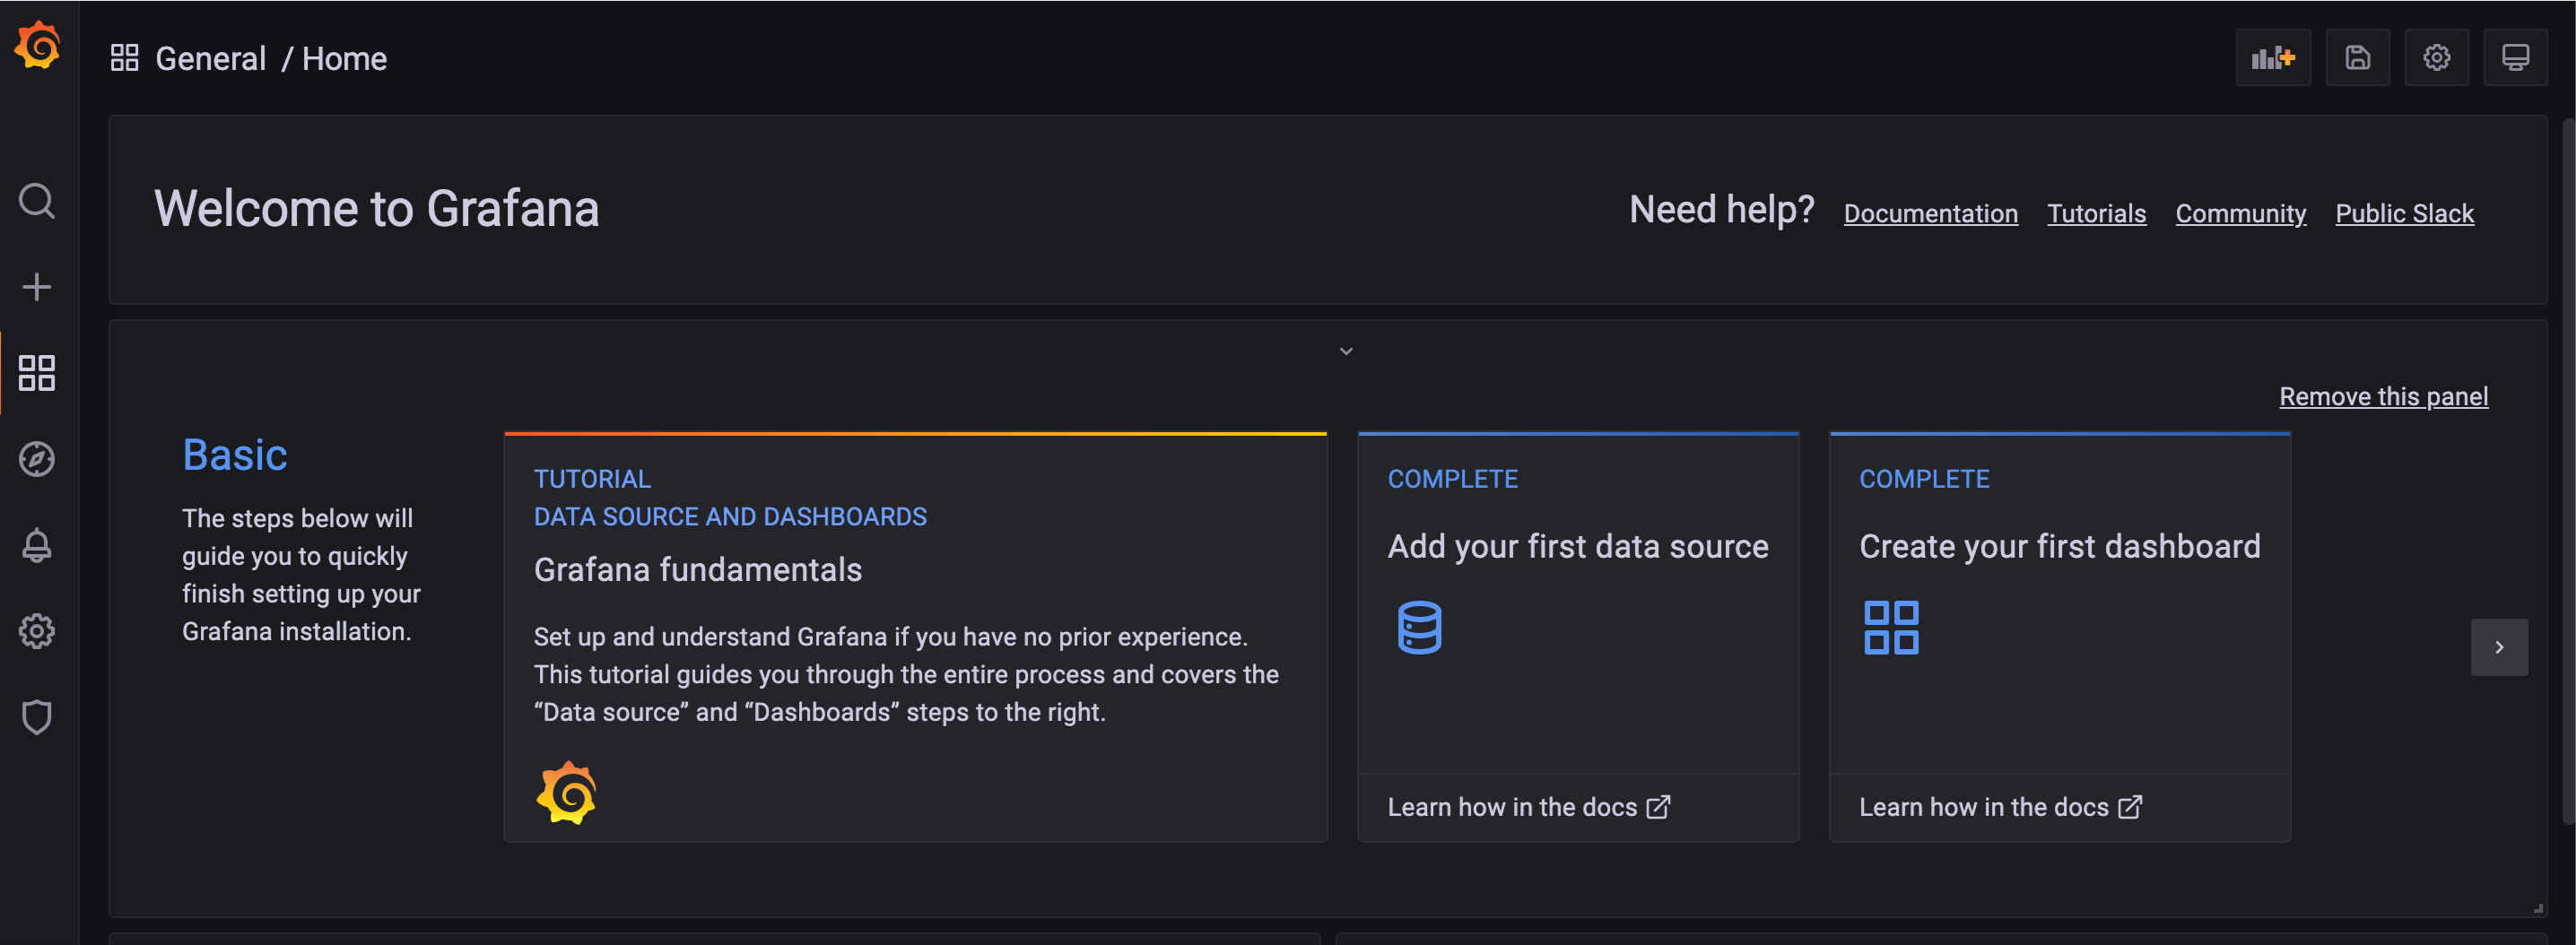 General / Home
Welcome to Grafana
Need help? Documentation Tutorials Community Public Slack
Remove this panel
Basic
The steps below will
guide you to quickly
finish setting up your
Grafana installation.
TUTORIAL
DATA SOURCE AND DASHBOARDS
Grafana fundamentals
Set up and understand Grafana if you have no prior experience.
This tutorial guides you through the entire process and covers the
“Data source” and “Dashboards” steps to the right.
COMPLETE
Add your first data source
Learn how in the docs
COMPLETE
Create your first dashboard
Learn how in the docs